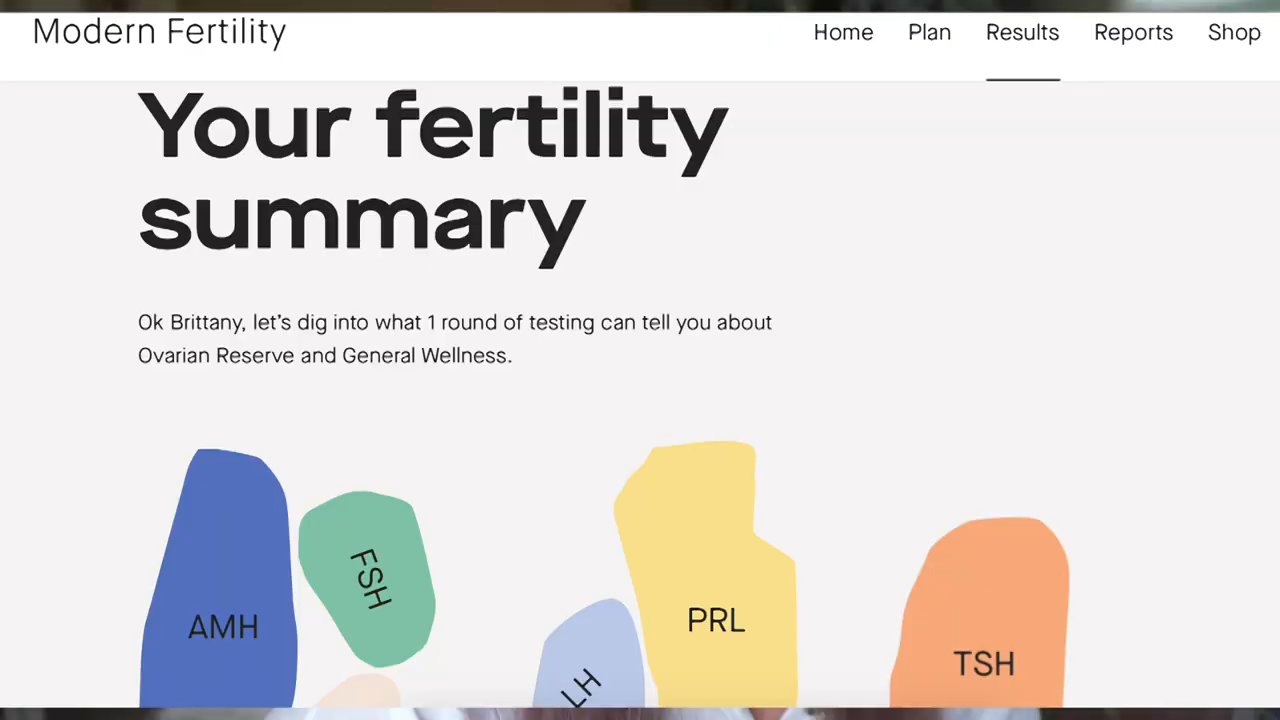 Modern Fertility
Home Plan Results Reports Shop
Your fertility
summary
Ok Brittany, let's dig into what 1 round of testing can tell you about
Ovarian Reserve and General Wellness.
AMH
FSH
LH
PRL
TSH